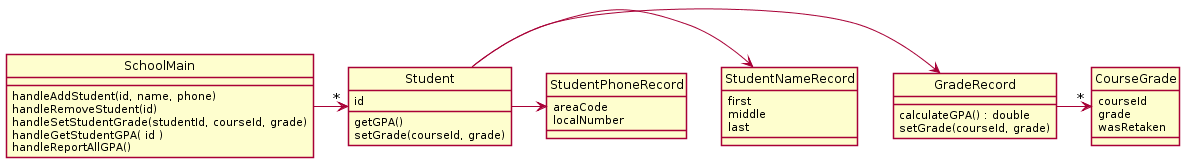 SchoolMain
handleAddStudent(id, name, phone)
handleRemoveStudent(id)
handleSetStudentGrade(studentId, courseId, grade)
handleGetStudentGPA( id )
handleReportAllGPA()
*
Student
id
getGPA()
setGrade(courseId, grade)
StudentPhoneRecord
areaCode
localNumber
StudentNameRecord
first
middle
last
GradeRecord
calculateGPA() : double
setGrade(courseId, grade)
*
CourseGrade
courseId
grade
wasRetaken